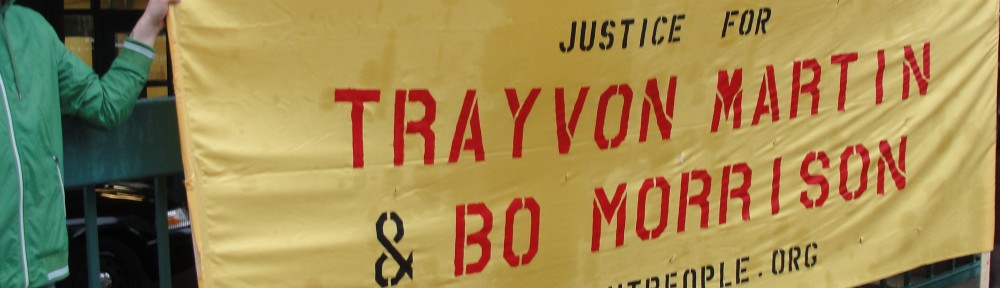 JUSTICE FOR
TRAYVON MARTIN
& BO MORRISON